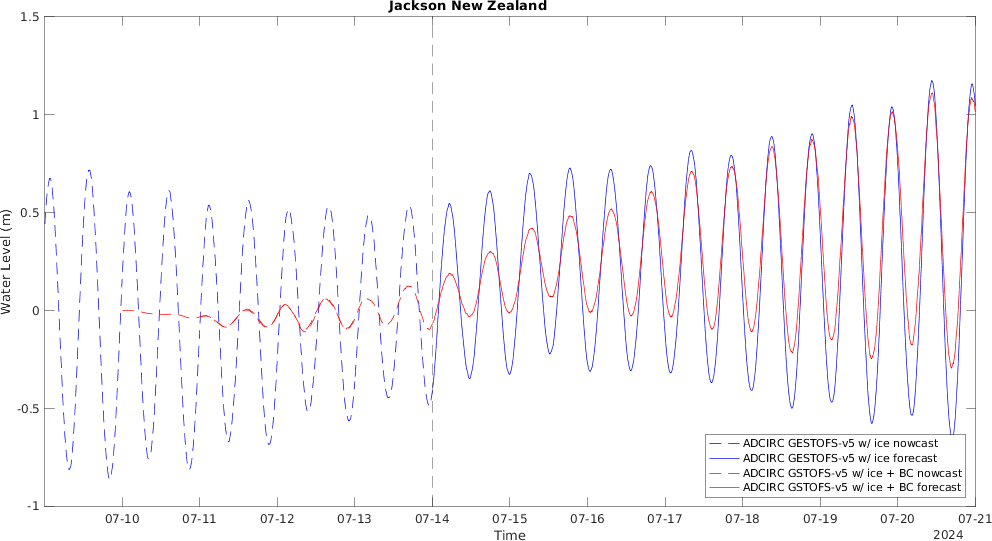 Jackson New Zealand
1.5
1
0.5
0
-0.5
-1
Water Level (m)
07-10
07-11
07-12
07-13
07-14
07-15
07-16
07-17
07-18
07-19
07-20
07-21
Time
2024
ADCIRC GESTOFS-v5 w/ ice nowcast
ADCIRC GESTOFS-v5 w/ ice forecast
ADCIRC GSTOFS-v5 w/ ice + BC nowcast
ADCIRC GSTOFS-v5 w/ ice + BC forecast